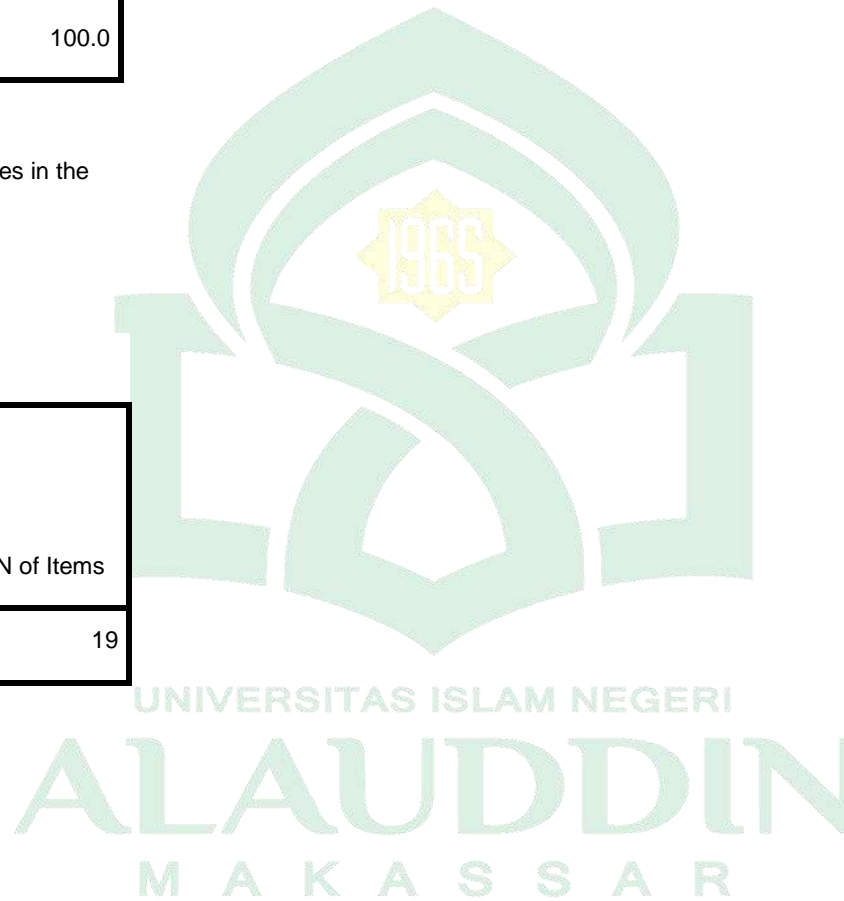 100.0
es in the
1965
N of Items
19
UNIVERSITAS ISLAM NEGERI
ALAUDDIN
M A K A S S A R